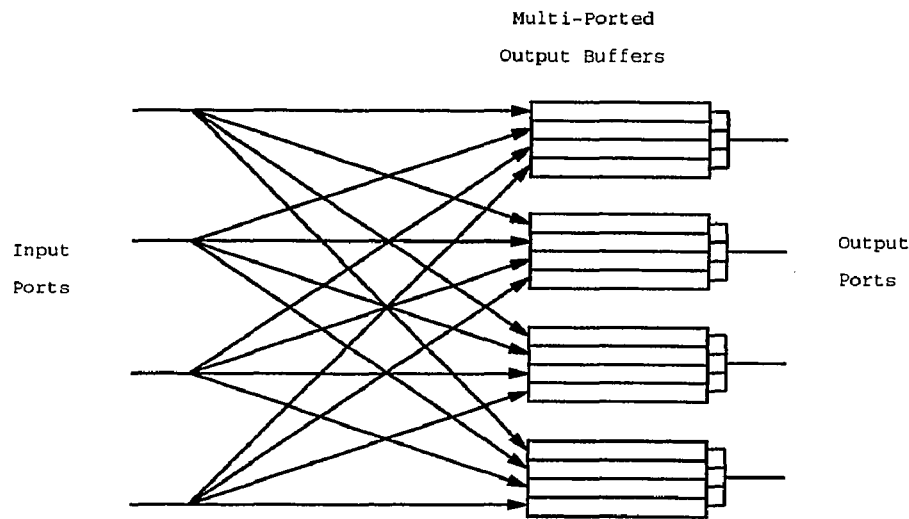 Multi-Ported
Output Buffers
Input
Ports
Output
Ports